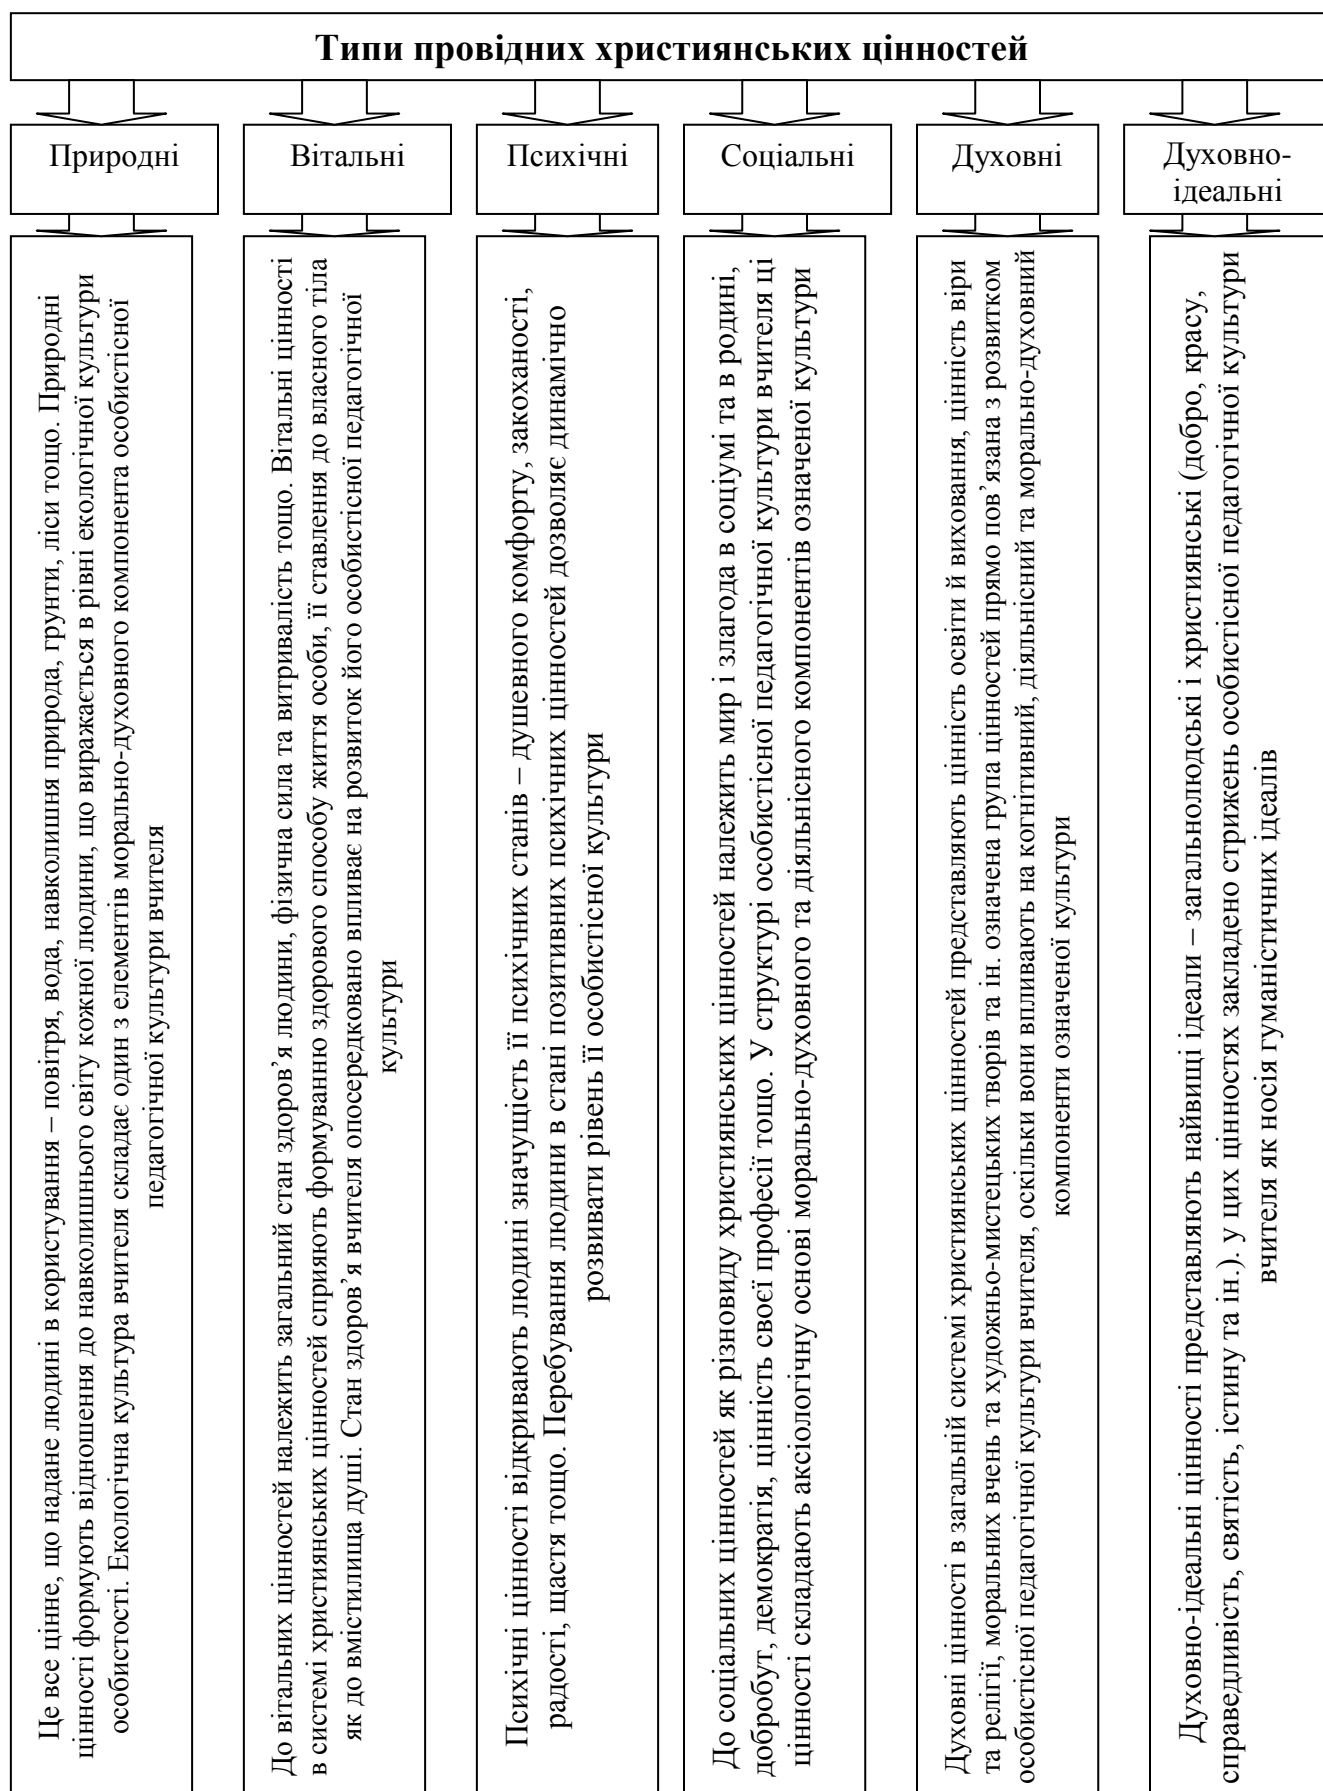 Типи провідних християнських цінностей
Природні
Вітальні
Психічні
Соціальні
Духовні
Духовно-
ідеальні
Це все цінне, що надане людині в користування – повітря, вода, навколишня природа, грунти, ліси тощо. Природні
цінності формують відношення до навколишнього світу кожної людини, що виражається в рівні екологічної культури
особистості. Екологічна культура вчителя складає один з елементів морально-духовного компонента особистісної
педагогічної культури вчителя
До вітальних цінностей належить загальний стан здоров’я людини, фізична сила та витривалість тощо. Вітальні цінності
в системі християнських цінностей сприяють формуванню здорового способу життя особи, її ставлення до власного тіла
як до вмістилища душі. Стан здоров’я вчителя опосередковано впливає на розвиток його особистісної педагогічної
культури
Психічні цінності відкривають людині значущість її психічних станів – душевного комфорту, закоханості,
радості, щастя тощо. Перебування людини в стані позитивних психічних цінностей дозволяє динамічно
розвивати рівень її особистісної культури
До соціальних цінностей як різновиду християнських цінностей належить мир і злагода в соціумі та в родині,
добробут, демократія, цінність своєї професії тощо. У структурі особистісної педагогічної культури вчителя ці
цінності складають аксіологічну основі морально-духовного та діяльнісного компонентів означеної культури
Духовні цінності в загальній системі християнських цінностей представляють цінність освіти й виховання, цінність віри
та релігії, моральних вчень та художньо-мистецьких творів та ін. означена група цінностей прямо пов’язана з розвитком
особистісної педагогічної культури вчителя, оскільки вони впливають на когнітивний, діяльнісний та морально-духовний
компоненти означеної культури
Духовно-ідеальні цінності представляють найвищі ідеали – загальнолюдські і християнські (добро, красу,
справедливість, святість, істину та ін.). у цих цінностях закладено стрижень особистісної педагогічної культури
вчителя як носія гуманістичних ідеалів